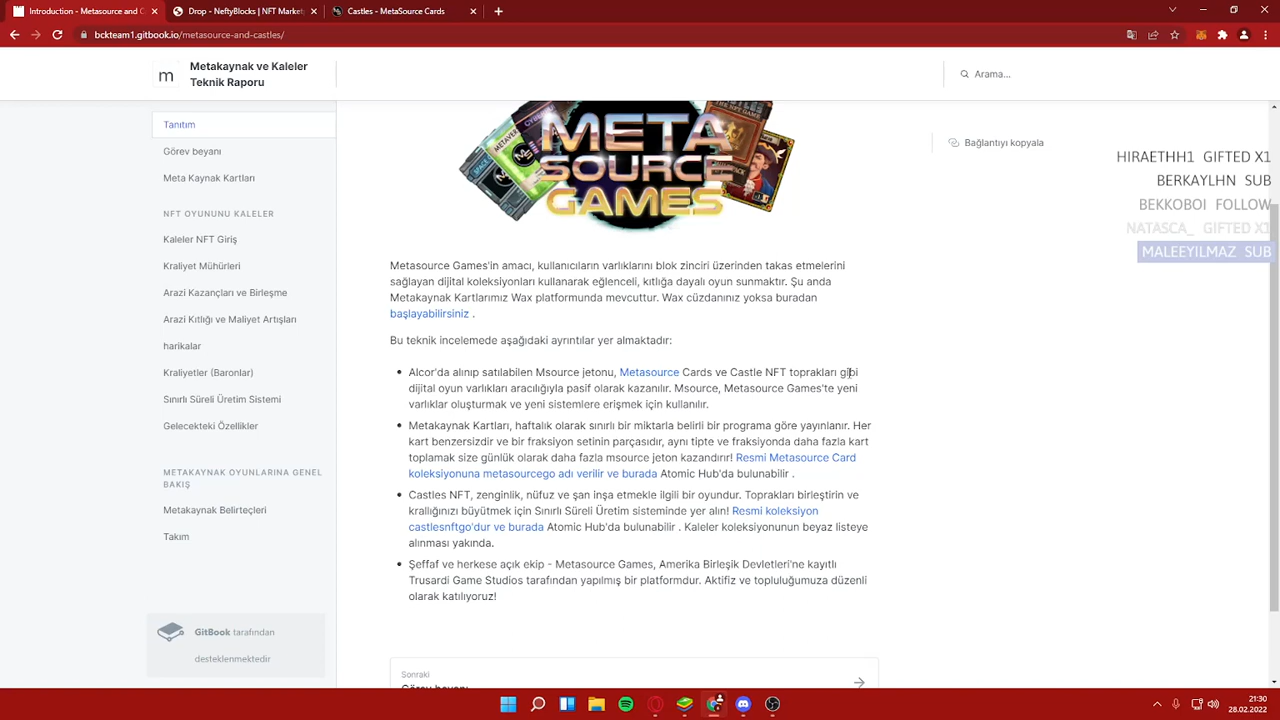 Introduction - Metasource and Cas
Drop - NeftyBlocks | NFT Market
Castles - MetaSource Cards
bckteam1.gitbook.io/metasource-and-castles/
m
Metakaynak ve Kaleler
Teknik Raporu
Arama...
Tanıtım
Görev beyanı
Meta Kaynak Kartları
NFT OYUNUNU KALELER
Kaleler NFT Giriş
Kraliyet Mühürleri
Arazi Kazançları ve Birleşme
Arazi Kıtlığı ve Maliyet Artışları
harikalar
Kraliyetler (Baronlar)
Sınırlı Süreli Üretim Sistemi
Gelecekteki Özellikler
METAKAYNAK OYUNLARINA GENEL
BAKIŞ
Metakaynak Belirteçleri
Takım
GitBook tarafından
desteklenmektedir
META
SOURCE
GAMES
Metasource Games'in amacı, kullanıcıların varlıklarını blok zinciri üzerinden takas etmelerini
sağlayan dijital koleksiyonları kullanarak eğlenceli, kıtlığa dayalı oyun sunmaktır. Şu anda
Metakaynak Kartlarımız Wax platformunda mevcuttur. Wax cüzdanınız yoksa buradan
başlayabilirsiniz .
Bu teknik incelemede aşağıdaki ayrıntılar yer almaktadır:
Alcor'da alınıp satılabilen Msource jetonu, Metasource Cards ve Castle NFT toprakları gibi
dijital oyun varlıkları aracılığıyla pasif olarak kazanılır. Msource, Metasource Games'te yeni
varlıklar oluşturmak ve yeni sistemlere erişmek için kullanılır.
Metakaynak Kartları, haftalık olarak sınırlı bir miktarla belirli bir programa göre yayınlanır. Her
kart benzersizdir ve bir fraksiyon setinin parçasıdır, aynı tipte ve fraksiyonda daha fazla kart
toplamak size günlük olarak daha fazla msource jeton kazandırır! Resmi Metasource Card
koleksiyonuna metasourcego adı verilir ve burada Atomic Hub'da bulunabilir .
Castles NFT, zenginlik, nüfuz ve şan inşa etmekle ilgili bir oyundur. Toprakları birleştirin ve
krallığınızı büyütmek için Sınırlı Süreli Üretim sisteminde yer alın! Resmi koleksiyon
castlesnftgo'dur ve burada Atomic Hub'da bulunabilir . Kaleler koleksiyonunun beyaz listeye
alınması yakında.
Şeffaf ve herkese açık ekip - Metasource Games, Amerika Birleşik Devletleri'ne kayıtlı
Trusardi Game Studios tarafından yapılmış bir platformdur. Aktifiz ve topluluğumuza düzenli
olarak katılıyoruz!
Sonraki
Görev beyanı
Bağlantıyı kopyala
HIRAETHH1 GIFTED X1
BERKAYLHN SUB
BEKKOBOI FOLLOW
NATASCA_ GIFTED X1
MALEEYILMAZ SUB
21:30
28.02.2022